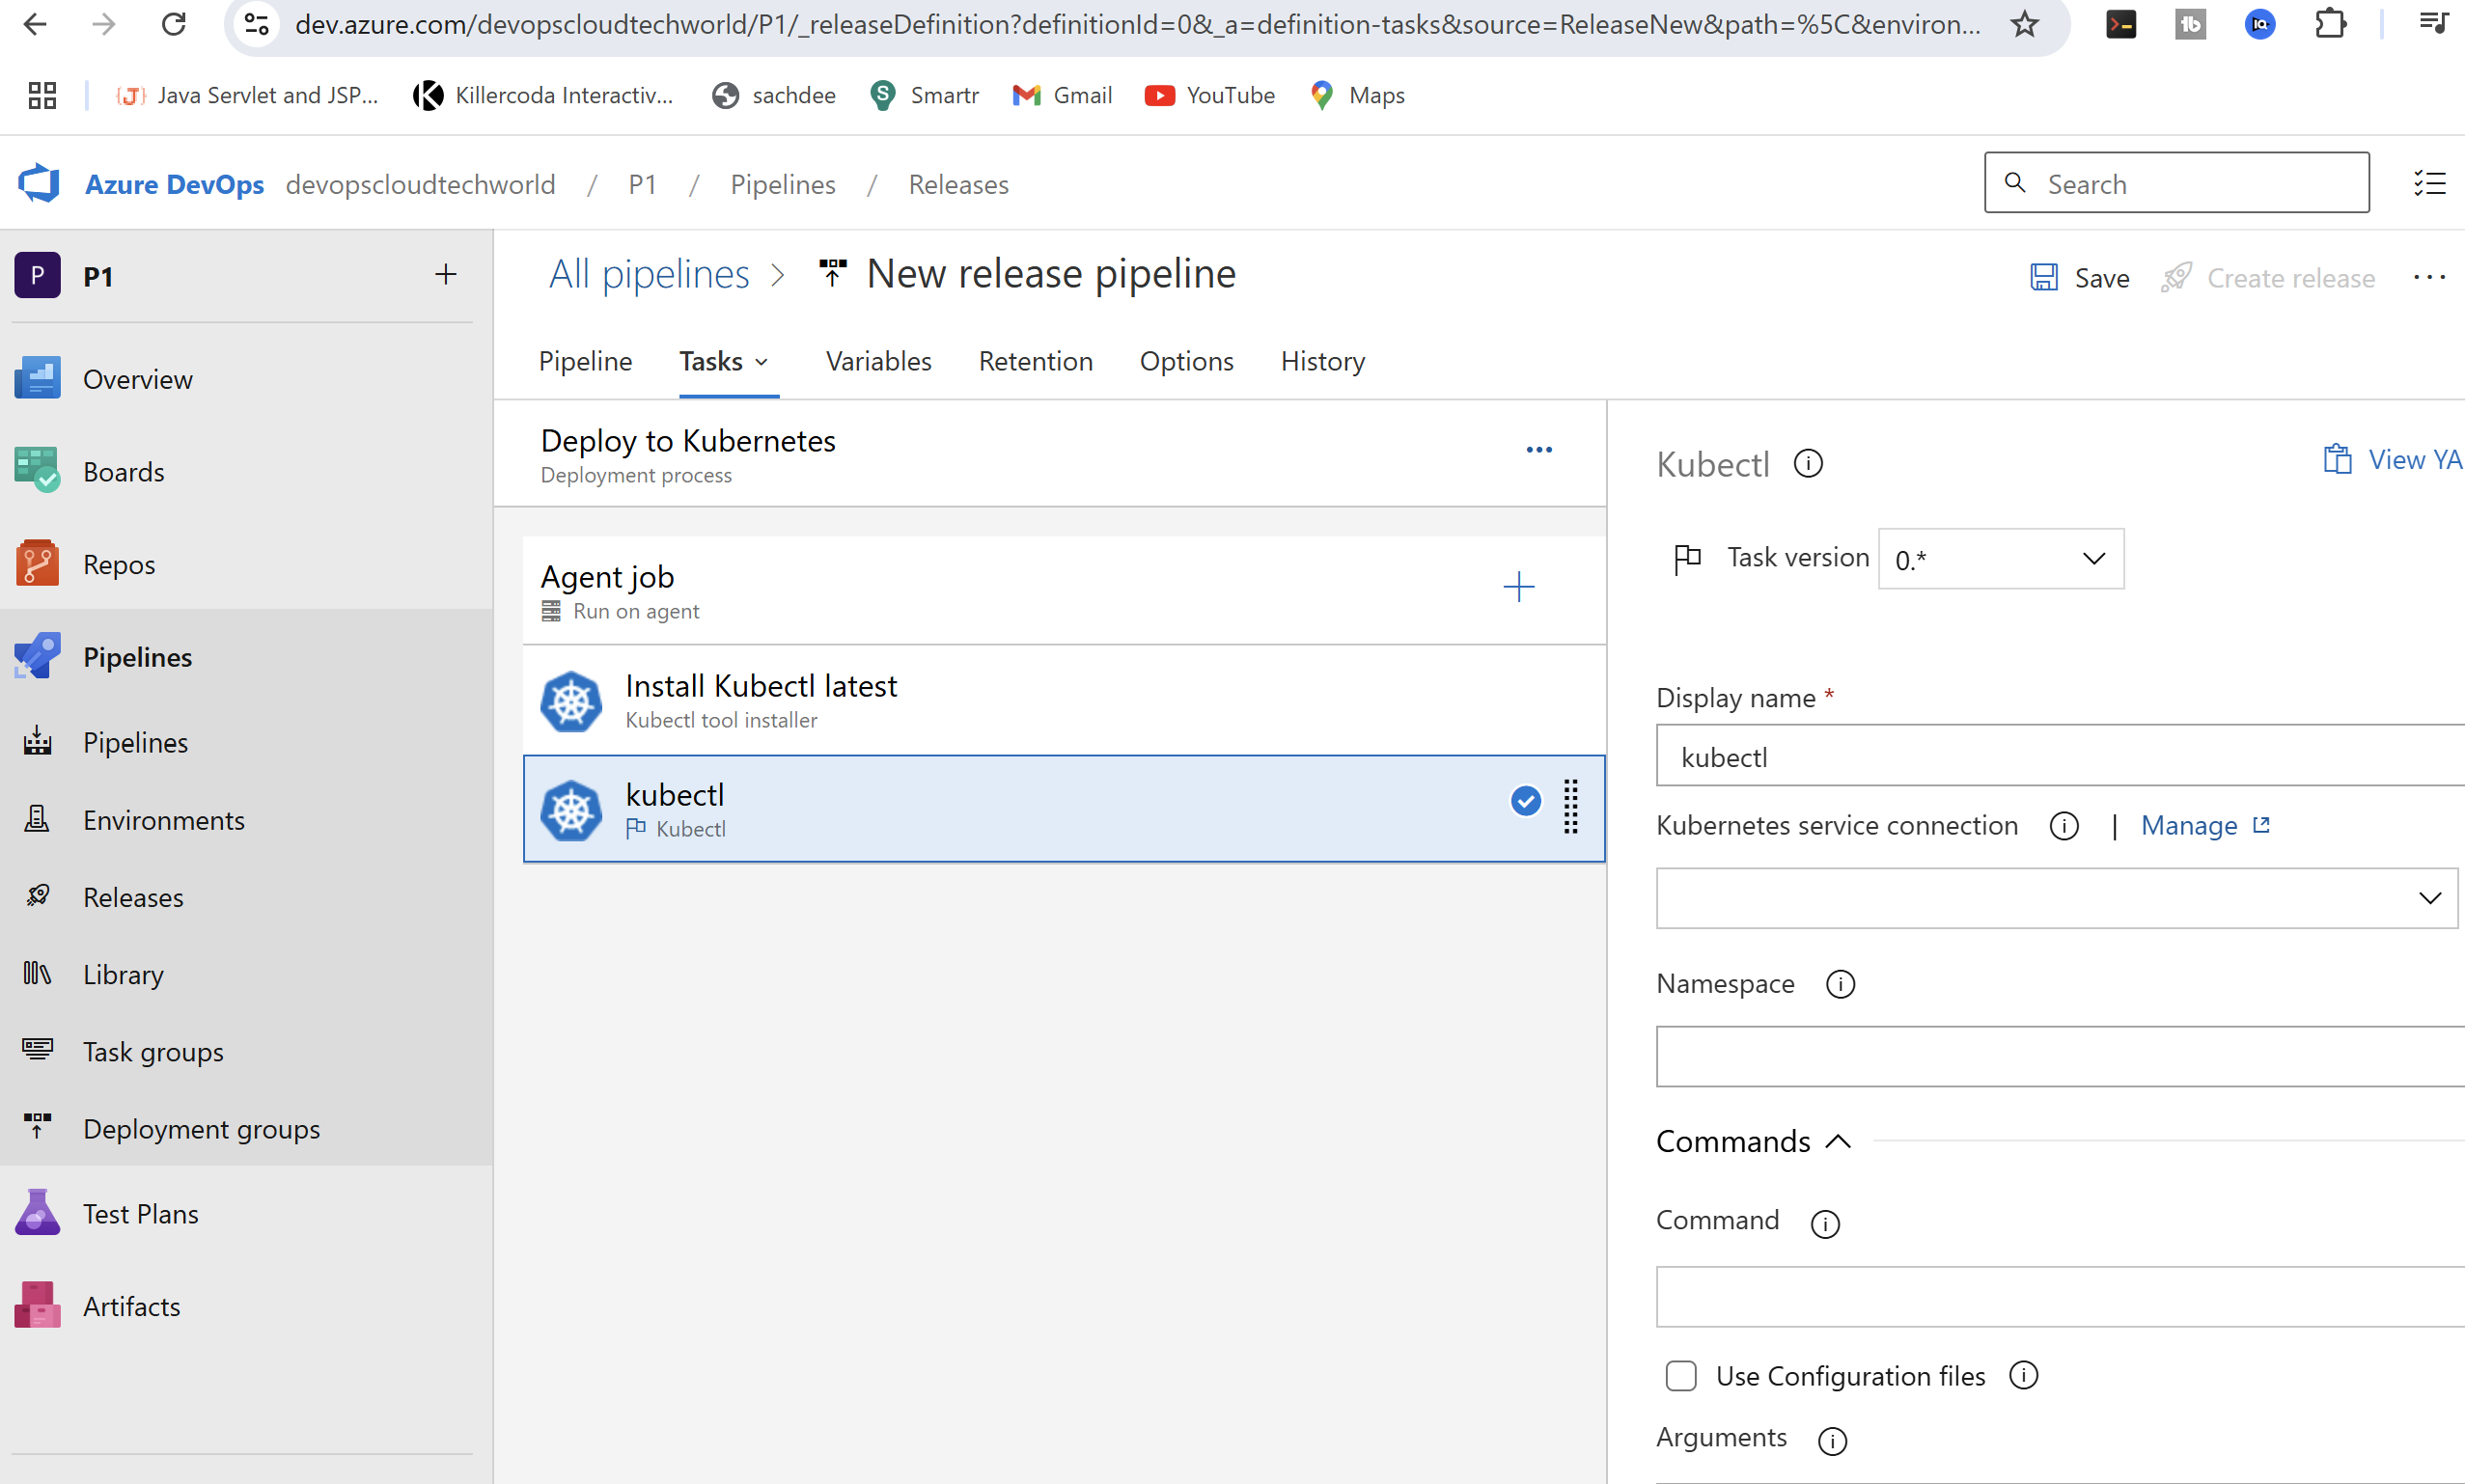 dev.azure.com/devopscloudtechworld/P1/_releaseDefinition?definitionId=0&_a=definition-tasks&source=ReleaseNew&path=%5C&environ...
Java Servlet and JSP...
Killercoda Interactiv...
sachdee
Smartr
Gmail
YouTube
Maps
Azure DevOps devopscloudtechworld / P1 / Pipelines / Releases
Search
P P1
Overview
Boards
Repos
Pipelines
Pipelines
Environments
Releases
Library
Task groups
Deployment groups
Test Plans
Artifacts
All pipelines > New release pipeline
Save
Create release
Pipeline
Tasks
Variables
Retention
Options
History
Deploy to Kubernetes
Deployment process
Agent job
Run on agent
Install Kubectl latest
Kubectl tool installer
kubectl
Kubectl
Kubectl
View YA
Task version 0.*
Display name *
kubectl
Kubernetes service connection | Manage
Namespace
Commands
Command
Use Configuration files
Arguments